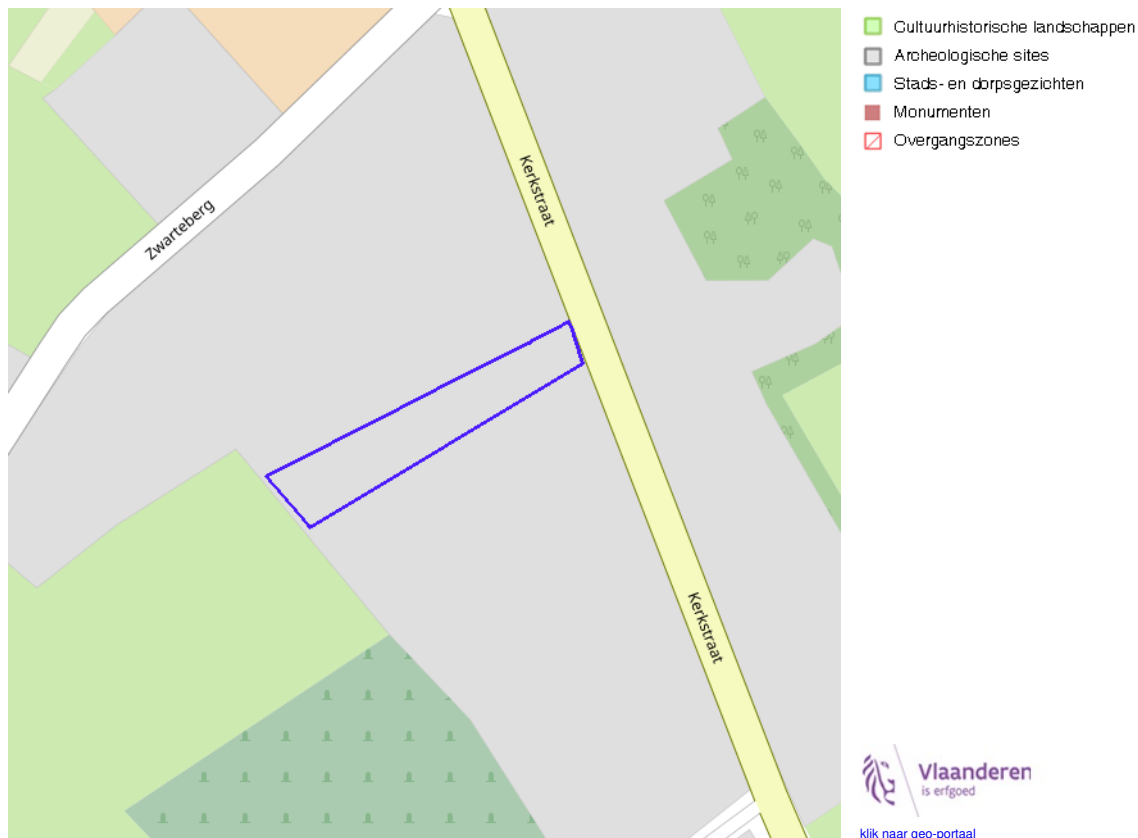 Cultuurhistorische landschappen
Archeologische sites
Stads- en dorpsgezichten
Monumenten
Overgangszones
Kerkstraat
Zwarteberg
Kerkstraat
Vlaanderen
is erfgoed
klik naar geo-portaal